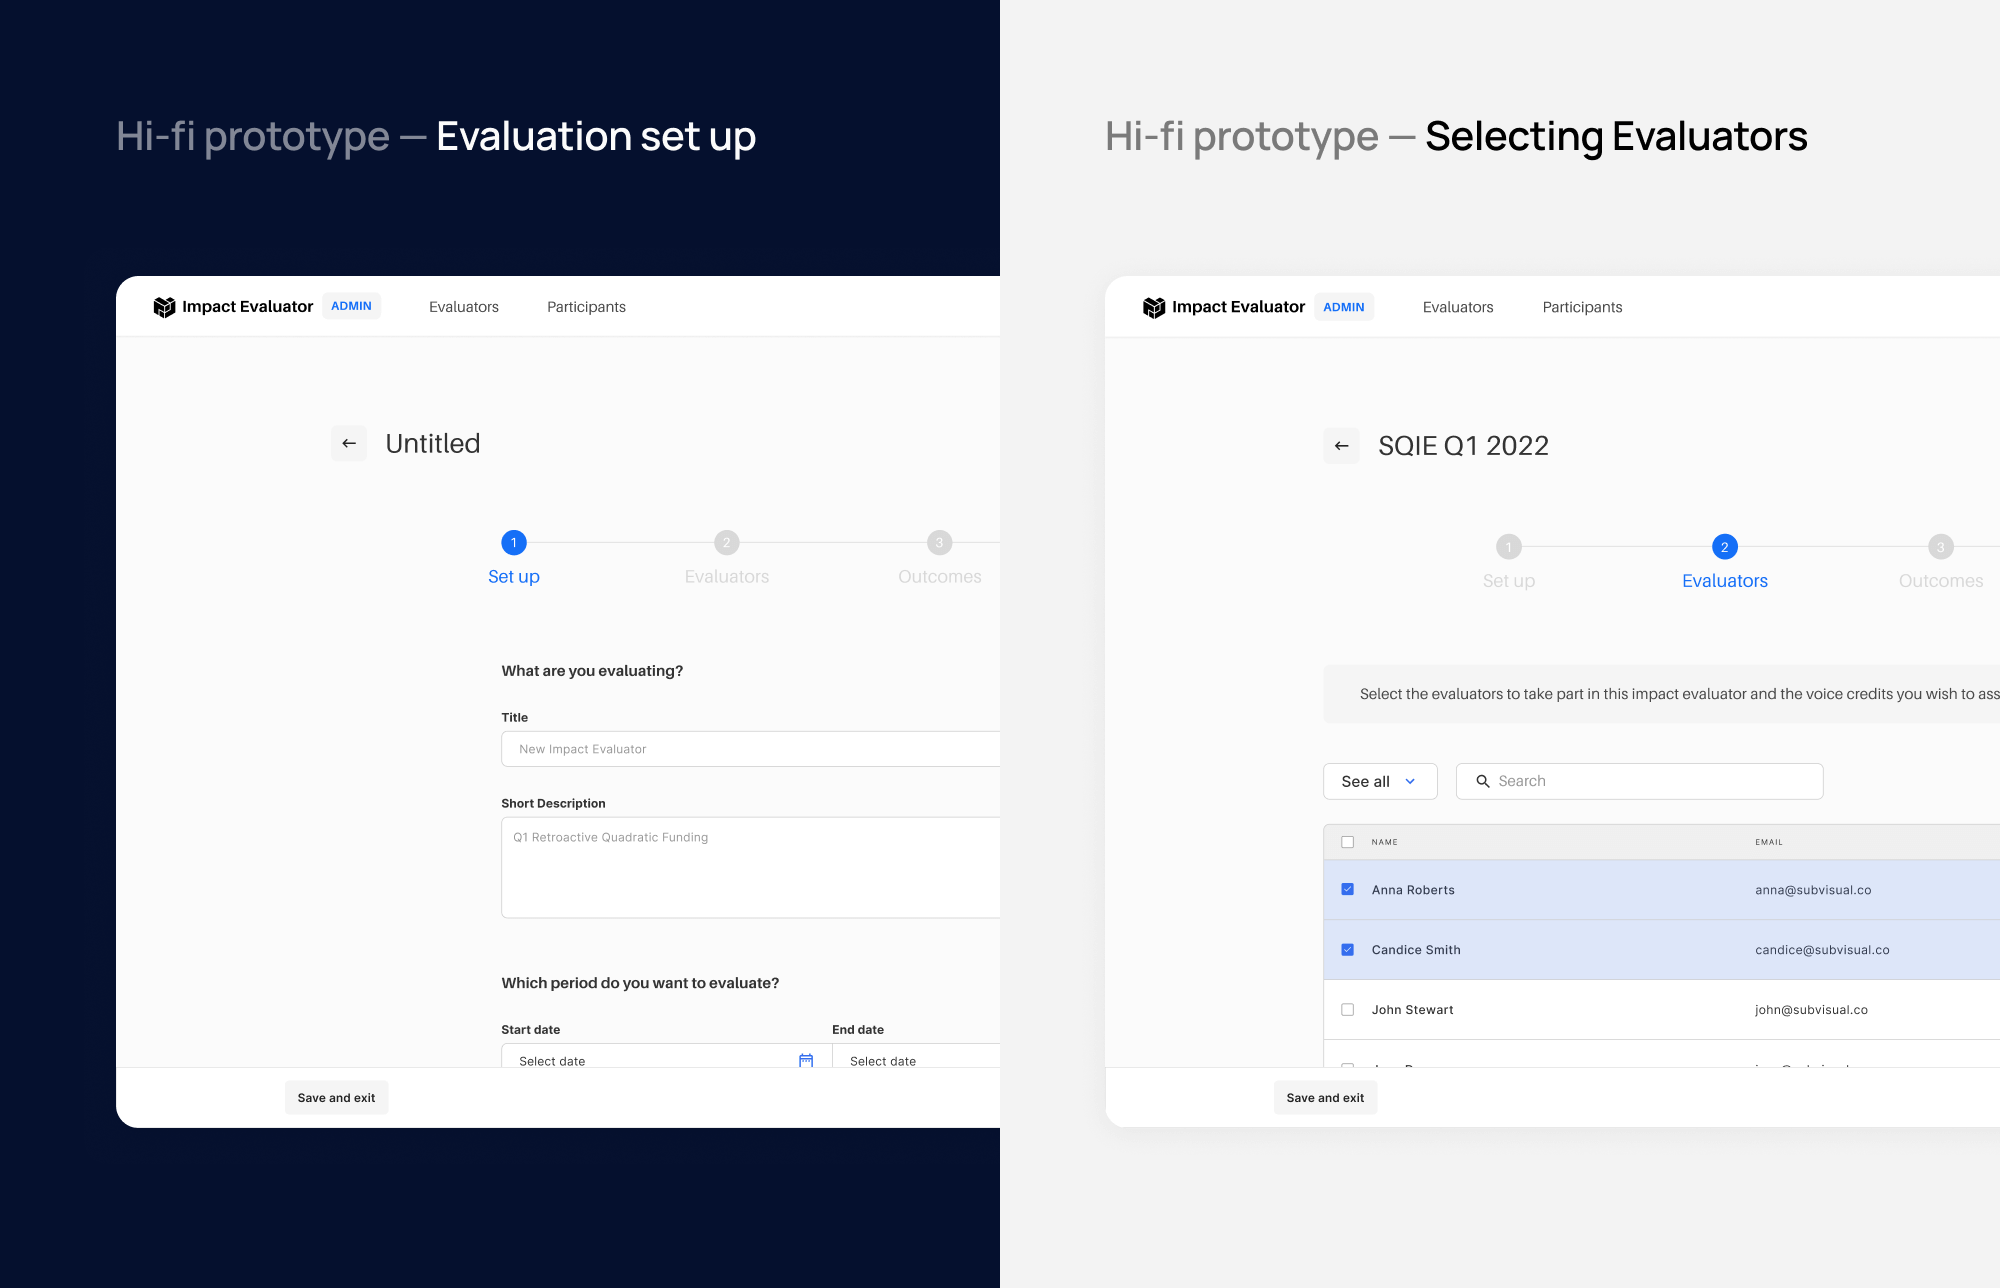 Hi-fi prototype — Evaluation set up
Impact Evaluator ADMIN Evaluators Participants
← Untitled
1 2 3
Set up Evaluators Outcomes
What are you evaluating?
Title
New Impact Evaluator
Short Description
Q1 Retroactive Quadratic Funding
Which period do you want to evaluate?
Start date End date
Select date Select date
Save and exit
Hi-fi prototype — Selecting Evaluators
Impact Evaluator ADMIN Evaluators Participants
← SQIE Q1 2022
1 2 3
Set up Evaluators Outcomes
Select the evaluators to take part in this impact evaluator and the voice credits you wish to ass
See all Search
NAME EMAIL
Anna Roberts anna@subvisual.co
Candice Smith candice@subvisual.co
John Stewart john@subvisual.co
Save and exit